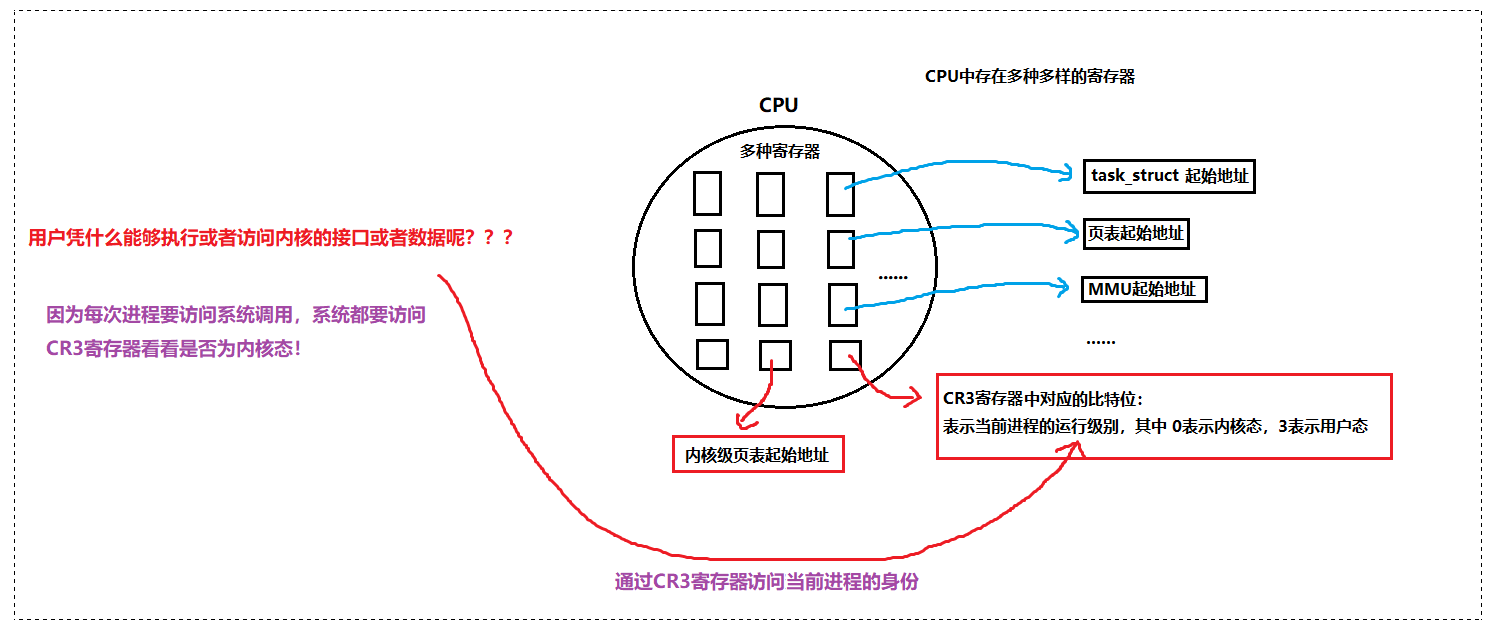 CPU中存在多种多样的寄存器
CPU
多种寄存器
task_struct 起始地址
用户凭什么能够执行或者访问内核的接口或者数据呢？？？
页表起始地址
......
MMU起始地址
因为每次进程要访问系统调用，系统都要访问
CR3寄存器看看是否为内核态！
......
CR3寄存器中对应的比特位：
表示当前进程的运行级别，其中 0表示内核态，3表示用户态
内核级页表起始地址
通过CR3寄存器访问当前进程的身份